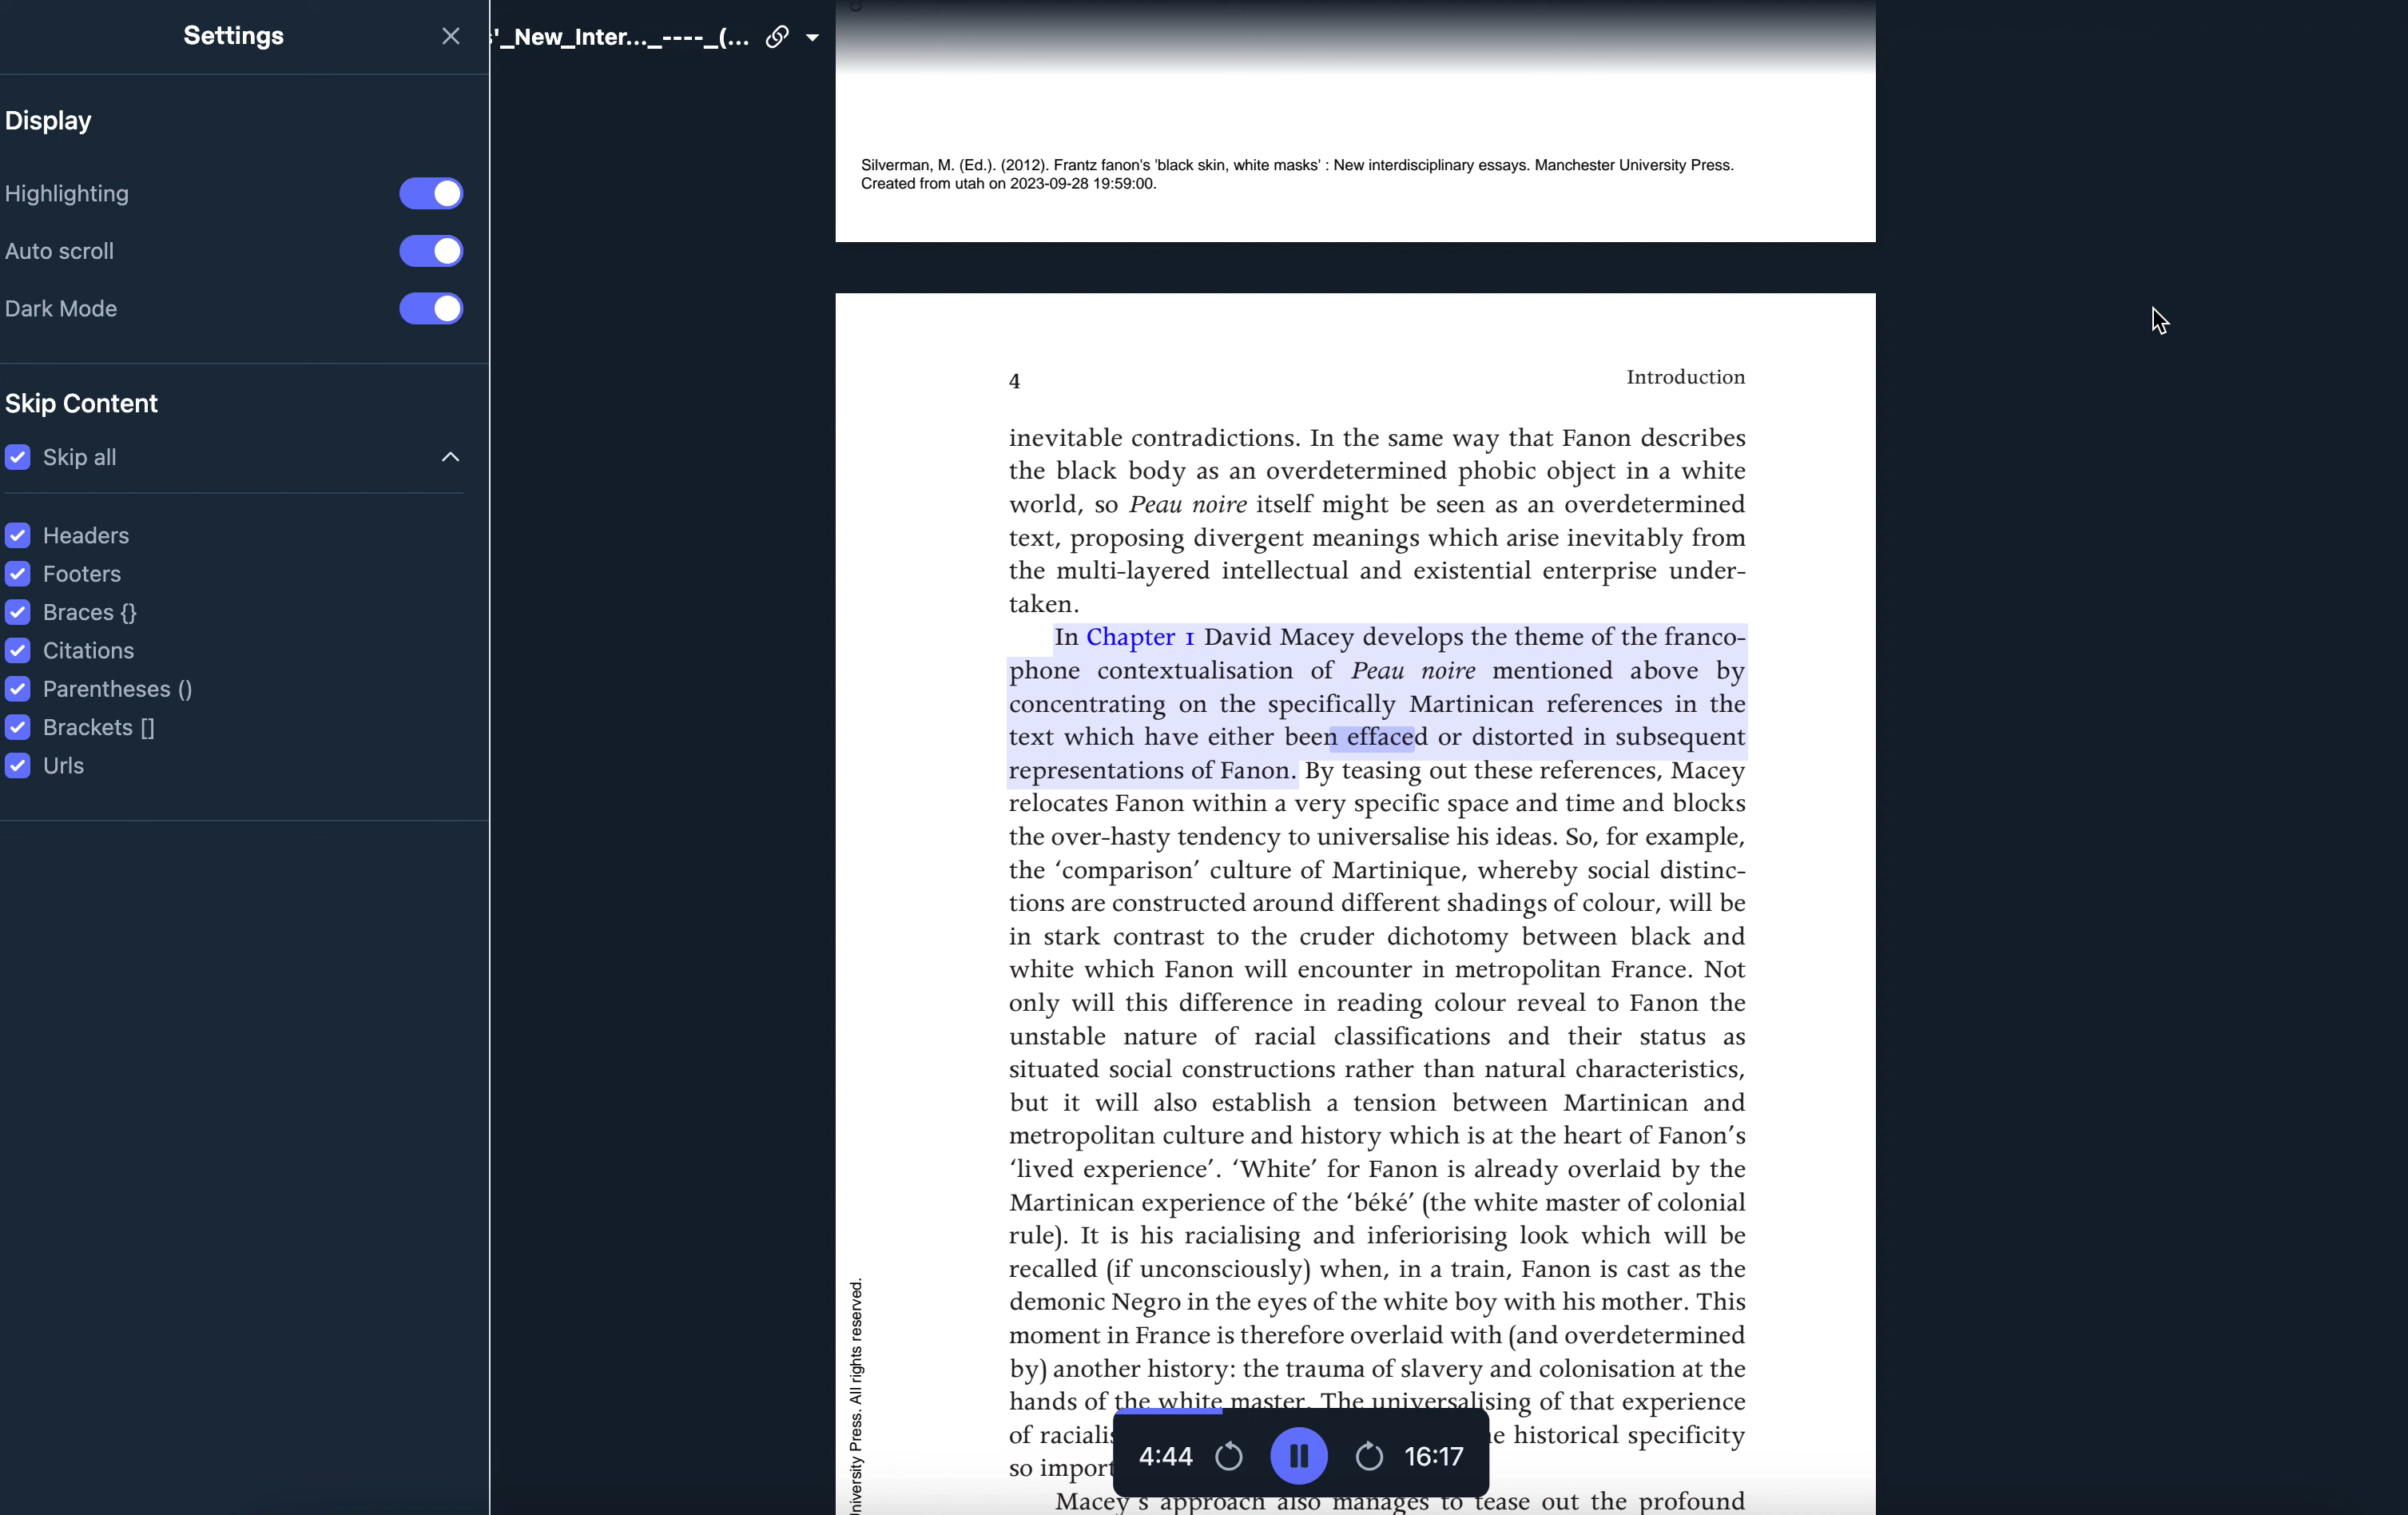 Settings
'_New_Inter..._----_(...
Display
Highlighting
Auto scroll
Dark Mode
Skip Content
Skip all
Headers
Footers
Braces {}
Citations
Parentheses ()
Brackets []
Urls
Silverman, M. (Ed.). (2012). Frantz fanon's 'black skin, white masks' : New interdisciplinary essays. Manchester University Press.
Created from utah on 2023-09-28 19:59:00.
4
Introduction
inevitable contradictions. In the same way that Fanon describes
the black body as an overdetermined phobic object in a white
world, so Peau noire itself might be seen as an overdetermined
text, proposing divergent meanings which arise inevitably from
the multi-layered intellectual and existential enterprise under-
taken.
In Chapter 1 David Macey develops the theme of the franco-
phone contextualisation of Peau noire mentioned above by
concentrating on the specifically Martinican references in the
text which have either been effaced or distorted in subsequent
representations of Fanon. By teasing out these references, Macey
relocates Fanon within a very specific space and time and blocks
the over-hasty tendency to universalise his ideas. So, for example,
the ‘comparison’ culture of Martinique, whereby social distinc-
tions are constructed around different shadings of colour, will be
in stark contrast to the cruder dichotomy between black and
white which Fanon will encounter in metropolitan France. Not
only will this difference in reading colour reveal to Fanon the
unstable nature of racial classifications and their status as
situated social constructions rather than natural characteristics,
but it will also establish a tension between Martinican and
metropolitan culture and history which is at the heart of Fanon’s
‘lived experience’. ‘White’ for Fanon is already overlaid by the
Martinican experience of the ‘béké’ (the white master of colonial
rule). It is his racialising and inferiorising look which will be
recalled (if unconsciously) when, in a train, Fanon is cast as the
demonic Negro in the eyes of the white boy with his mother. This
moment in France is therefore overlaid with (and overdetermined
by) another history: the trauma of slavery and colonisation at the
hands of the white master. The universalising of that experience
of racialis
e historical specificity
so import
Macey’s approach also manages to tease out the profound
4:44
16:17
University Press. All rights reserved.